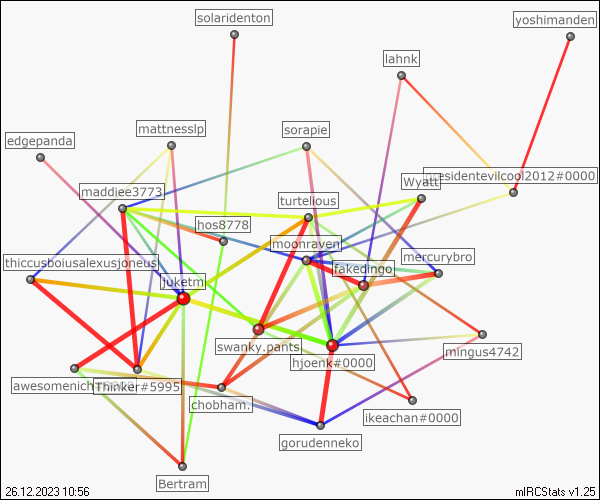 solaridenton
yoshimanden
lahnk
mattnesslp
sorapie
edgepanda
residentevilcool2012#0000
Wyatt
maddiee3773
turtelious
hos8778
moonraven
mercurybro
thiccusboiusalexusjoneus
fakedingo
juketm
swanky.pants
mingus4742
hjoenk#0000
Thinker#5995
chobham.
ikeachan#0000
gorudenneko
Bertram
26.12.2023 10:56
mIRCStats v1.25